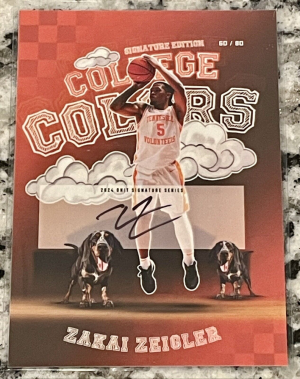 SIGNATURE EDITION
60 / 80
COLLEGE
COLORS
TENNESSEE
5
VOLUNTEERS
2024 ONIT SIGNATURE SERIES
ZAKAI ZEIGLER